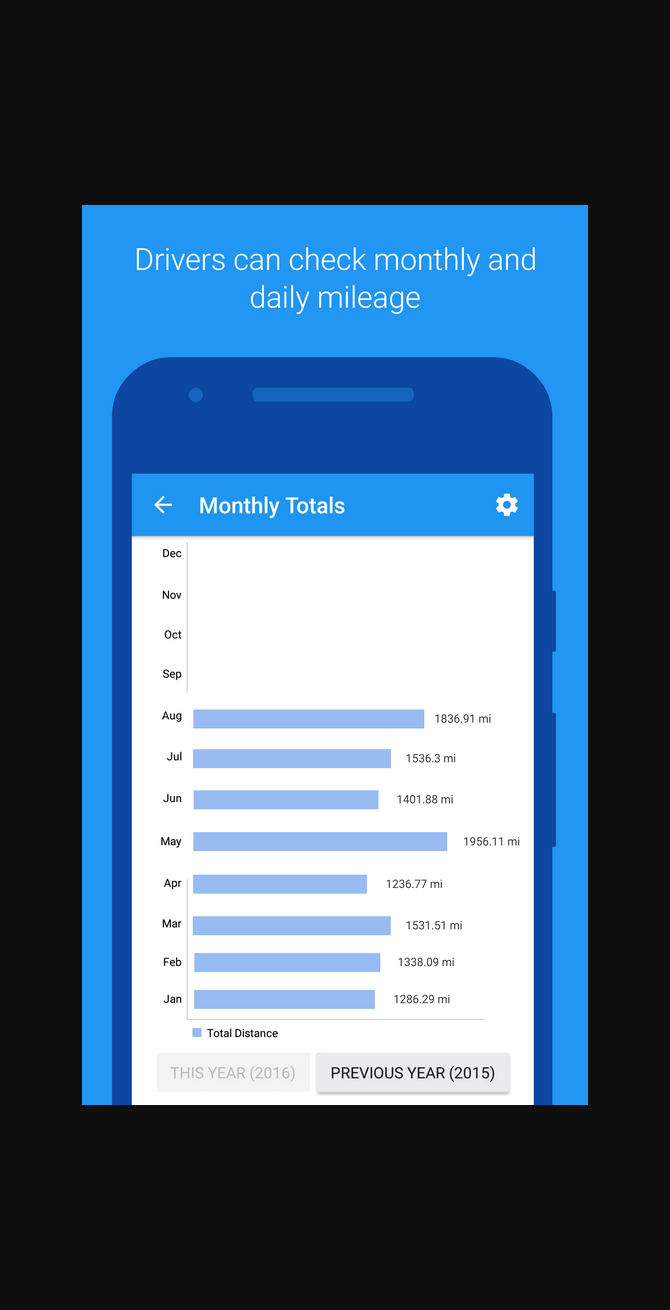 Drivers can check monthly and
daily mileage
Monthly Totals
Dec
Nov
Oct
Sep
Aug 1836.91 mi
Jul 1536.3 mi
Jun 1401.88 mi
May 1956.11 mi
Apr 1236.77 mi
Mar 1531.51 mi
Feb 1338.09 mi
Jan 1286.29 mi
Total Distance
THIS YEAR (2016) PREVIOUS YEAR (2015)